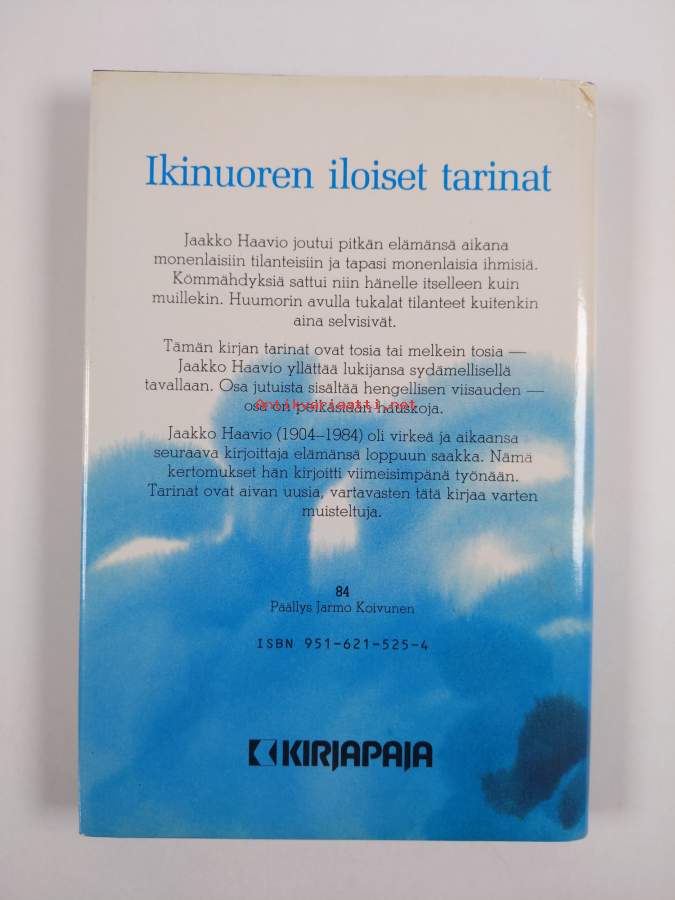 Ikinuoren iloiset tarinat
Jaakko Haavio joutui pitkän elämänsä aikana
monenlaisiin tilanteisiin ja tapasi monenlaisia ihmisiä.
Kömmähdyksiä sattui niin hänelle itselleen kuin
muillekin. Huumorin avulla tukalat tilanteet kuitenkin
aina selvisivät.
Tämän kirjan tarinat ovat tosia tai melkein tosia —
Jaakko Haavio yllättää lukijansa sydämellisellä
tavallaan. Osa jutuista sisältää hengellisen viisauden —
Antikvariaatti.net
osa on pelkästään hauskoja.
Jaakko Haavio (1904–1984) oli virkeä ja aikaansa
seuraava kirjoittaja elämänsä loppuun saakka. Nämä
kertomukset hän kirjoitti viimeisimpänä työnään.
Tarinat ovat aivan uusia, vartavasten tätä kirjaa varten
muisteltuja.
84
Päällys Jarmo Koivunen
ISBN 951-621-525-4
KIRJAPAJA